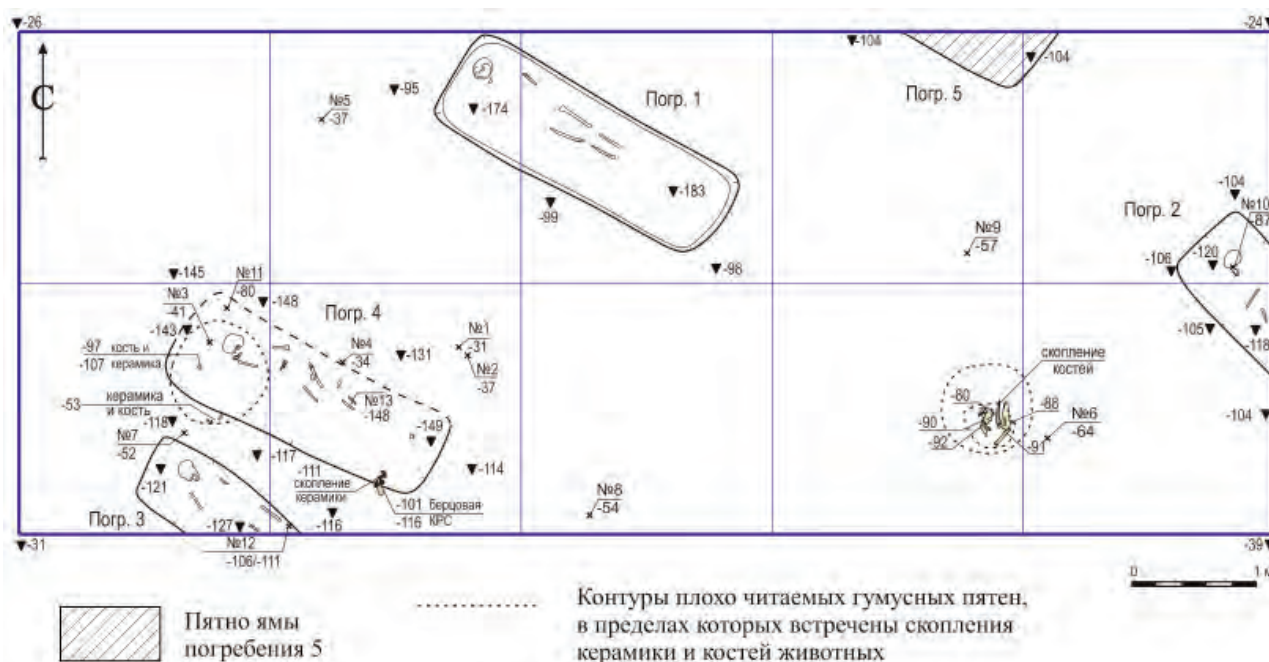 -26
-24
С
№5
-37
-95
-174
Погр. 1
-183
-99
-98
-104
Погр. 5
-104
№9
-57
Погр. 2
-104
№10
-87
-106
-120
-105
-118
-104
-145
№11
-80
-148
№3
-41
-143
Погр. 4
№4
-34
-131
№1
-31
№2
-37
-97 кость и
-107 керамика
керамика
и кость
-53
-118
№7
-52
№13
-148
-149
-117
-111
скопление
керамики
-114
-101 берцовая
-116 КРС
-121
Погр. 3
-127
-116
№12
-106/-111
№8
-54
скопление
костей
-80
-88
-90
-92
-91
№6
-64
-31
-39
0
Пятно ямы
погребения 5
Контуры плохо читаемых гумусных пятен,
в пределах которых встречены скопления
керамики и костей животных